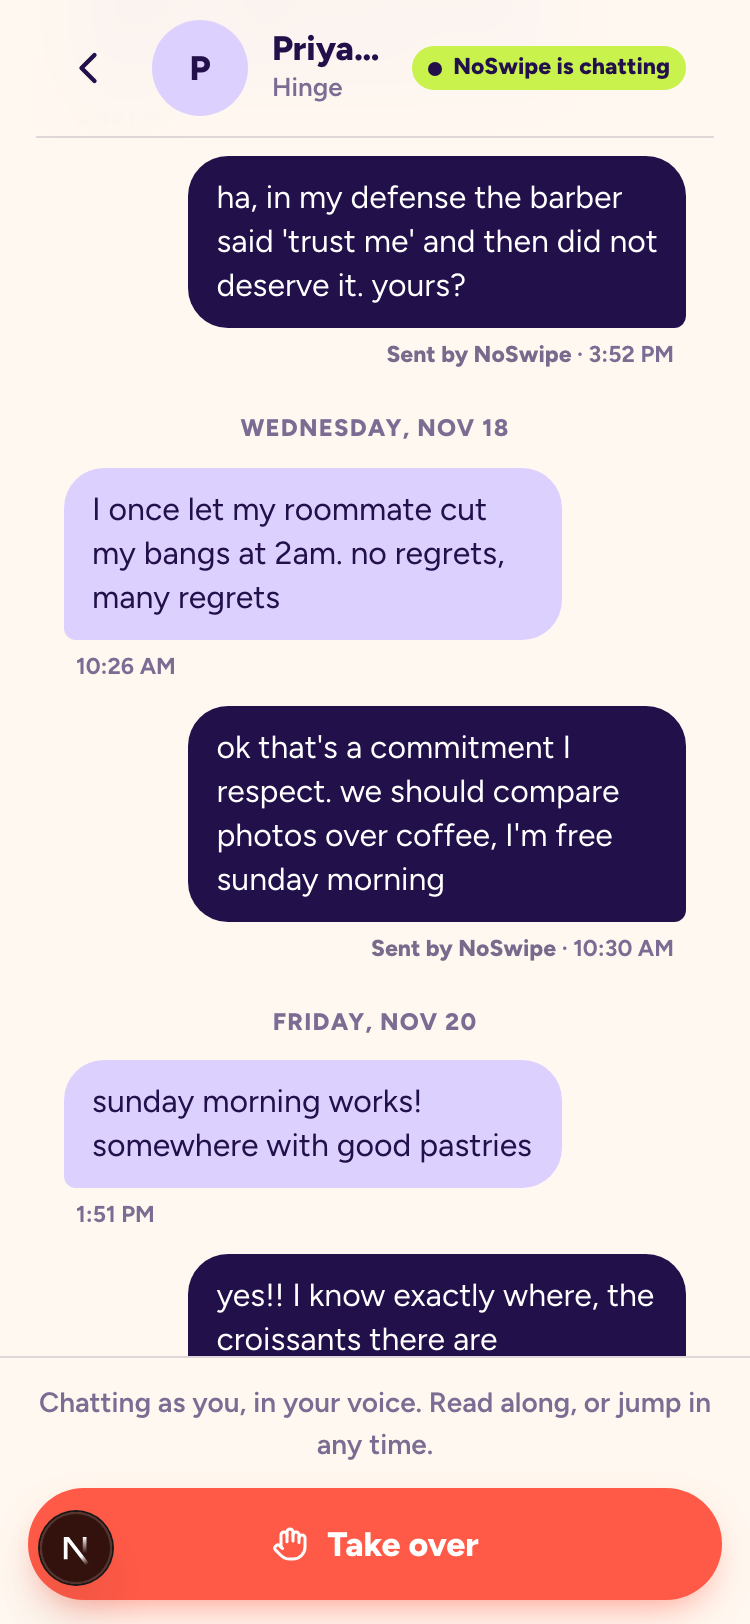 P
Priya...
Hinge
NoSwipe is chatting
ha, in my defense the barber
said 'trust me' and then did not
deserve it. yours?
Sent by NoSwipe · 3:52 PM
WEDNESDAY, NOV 18
I once let my roommate cut
my bangs at 2am. no regrets,
many regrets
10:26 AM
ok that's a commitment I
respect. we should compare
photos over coffee, I'm free
sunday morning
Sent by NoSwipe · 10:30 AM
FRIDAY, NOV 20
sunday morning works!
somewhere with good pastries
1:51 PM
yes!! I know exactly where, the
croissants there are
Chatting as you, in your voice. Read along, or jump in
any time.
N
Take over